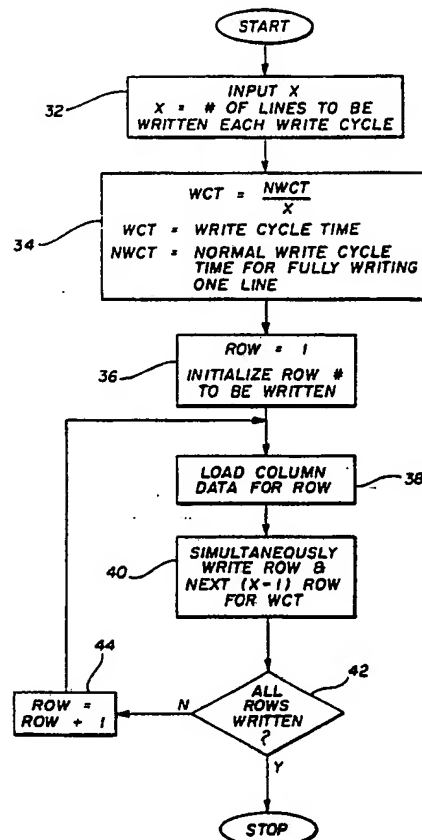 START
32
INPUT X
X = # OF LINES TO BE
WRITTEN EACH WRITE CYCLE
34
WCT = NWCT
X
WCT = WRITE CYCLE TIME
NWCT = NORMAL WRITE CYCLE
TIME FOR FULLY WRITING
ONE LINE
36
ROW = 1
INITIALIZE ROW #
TO BE WRITTEN
LOAD COLUMN
DATA FOR ROW
38
40
SIMULTANEOUSLY
WRITE ROW &
NEXT (X-1) ROW
FOR WCT
44
ROW =
ROW + 1
N
42
ALL
ROWS
WRITTEN
?
Y
STOP